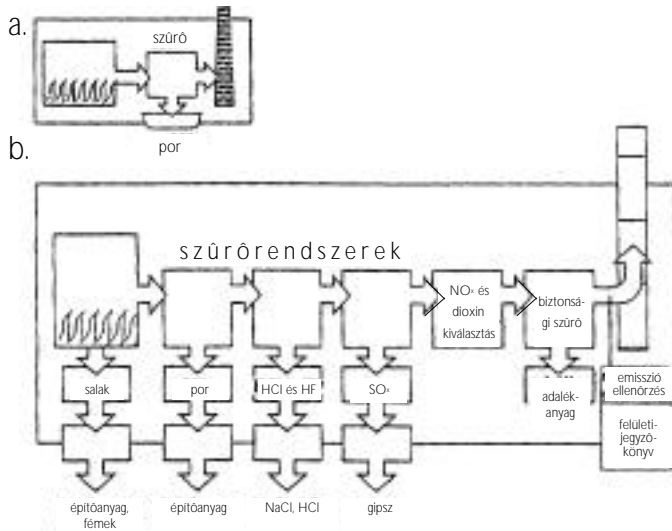 a.
szûrô
por
b.
szûrôrendszerek
NOx és
dioxin
kiválasztás
biztonsá-
gi szûrô
salak
por
HCl és HF
SOx
adalék-
anyag
emisszió
ellenôrzés
felületi-
jegyzô-
könyv
építôanyag,
fémek
építôanyag
NaCl, HCl
gipsz